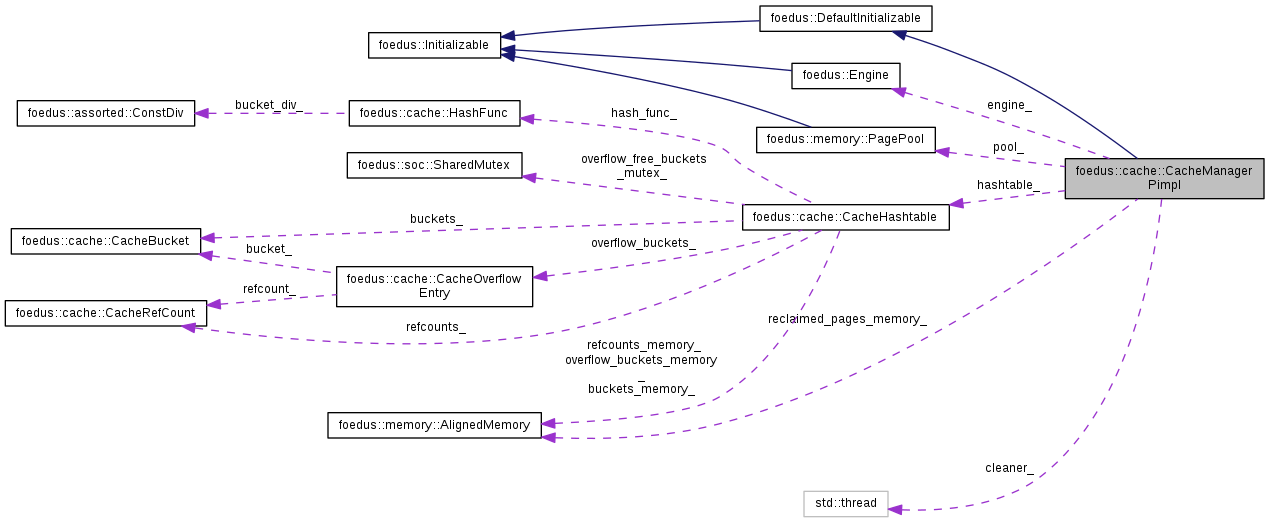 foedus::DefaultInitializable
foedus::Initializable
foedus::Engine
engine_
bucket_div_
hash_func_
foedus::assorted::ConstDiv
foedus::cache::HashFunc
foedus::memory::PagePool
pool_
overflow_free_buckets
_mutex_
foedus::soc::SharedMutex
foedus::cache::CacheManager
Pimpl
hashtable_
buckets_
foedus::cache::CacheHashtable
foedus::cache::CacheBucket
bucket_
overflow_buckets_
foedus::cache::CacheOverflow
Entry
refcount_
foedus::cache::CacheRefCount
refcounts_
reclaimed_pages_memory_
refcounts_memory_
overflow_buckets_memory
_
buckets_memory_
foedus::memory::AlignedMemory
cleaner_
std::thread